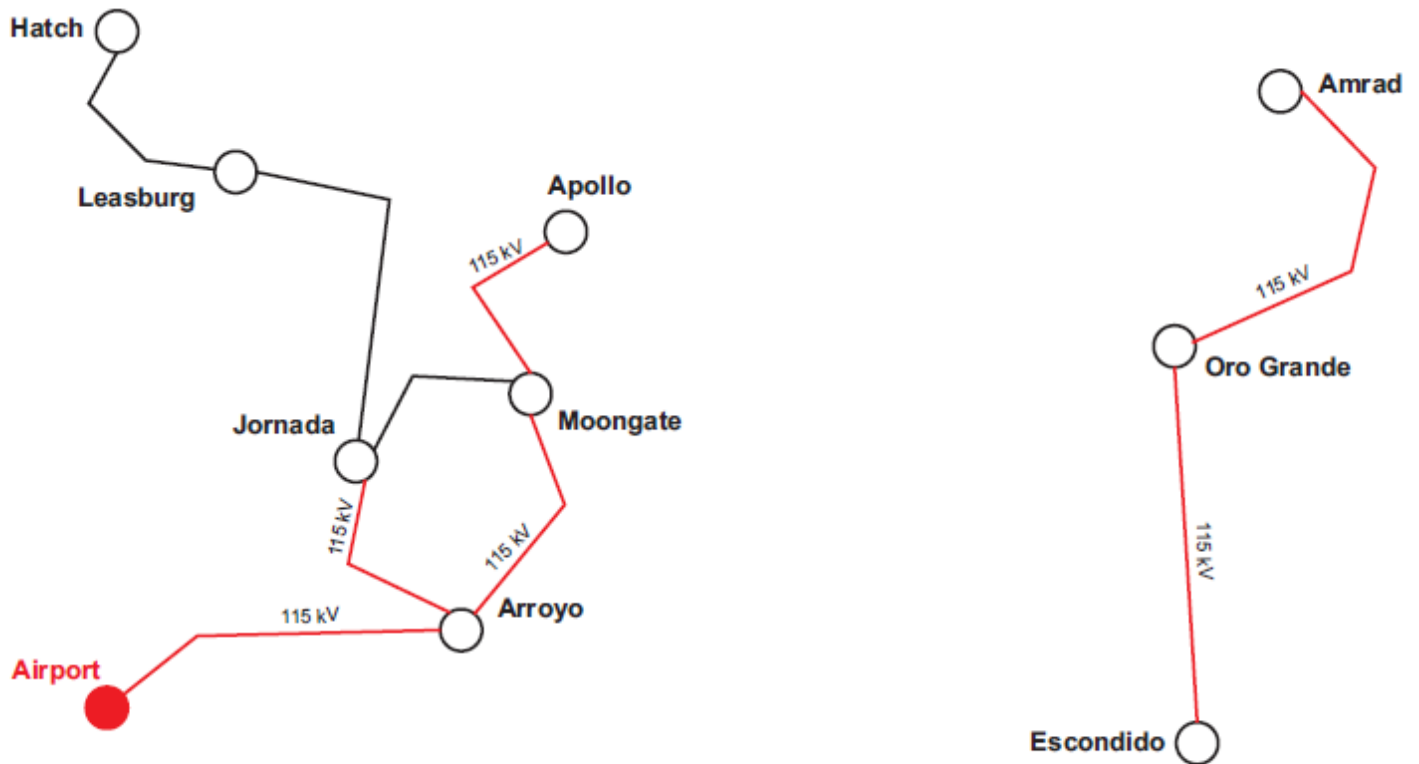 Hatch
Amrad
Leasburg
Apollo
115 kV
115 kV
Oro Grande
Jornada
Moongate
115 kV
115 kV
115 kV
Arroyo
115 kV
Airport
Escondido